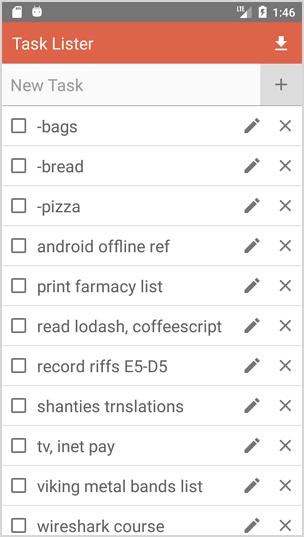 LTE 1:46
Task Lister
New Task
-bags
-bread
-pizza
android offline ref
print farmacy list
read lodash, coffeescript
record riffs E5-D5
shanties trnslations
tv, inet pay
viking metal bands list
wireshark course